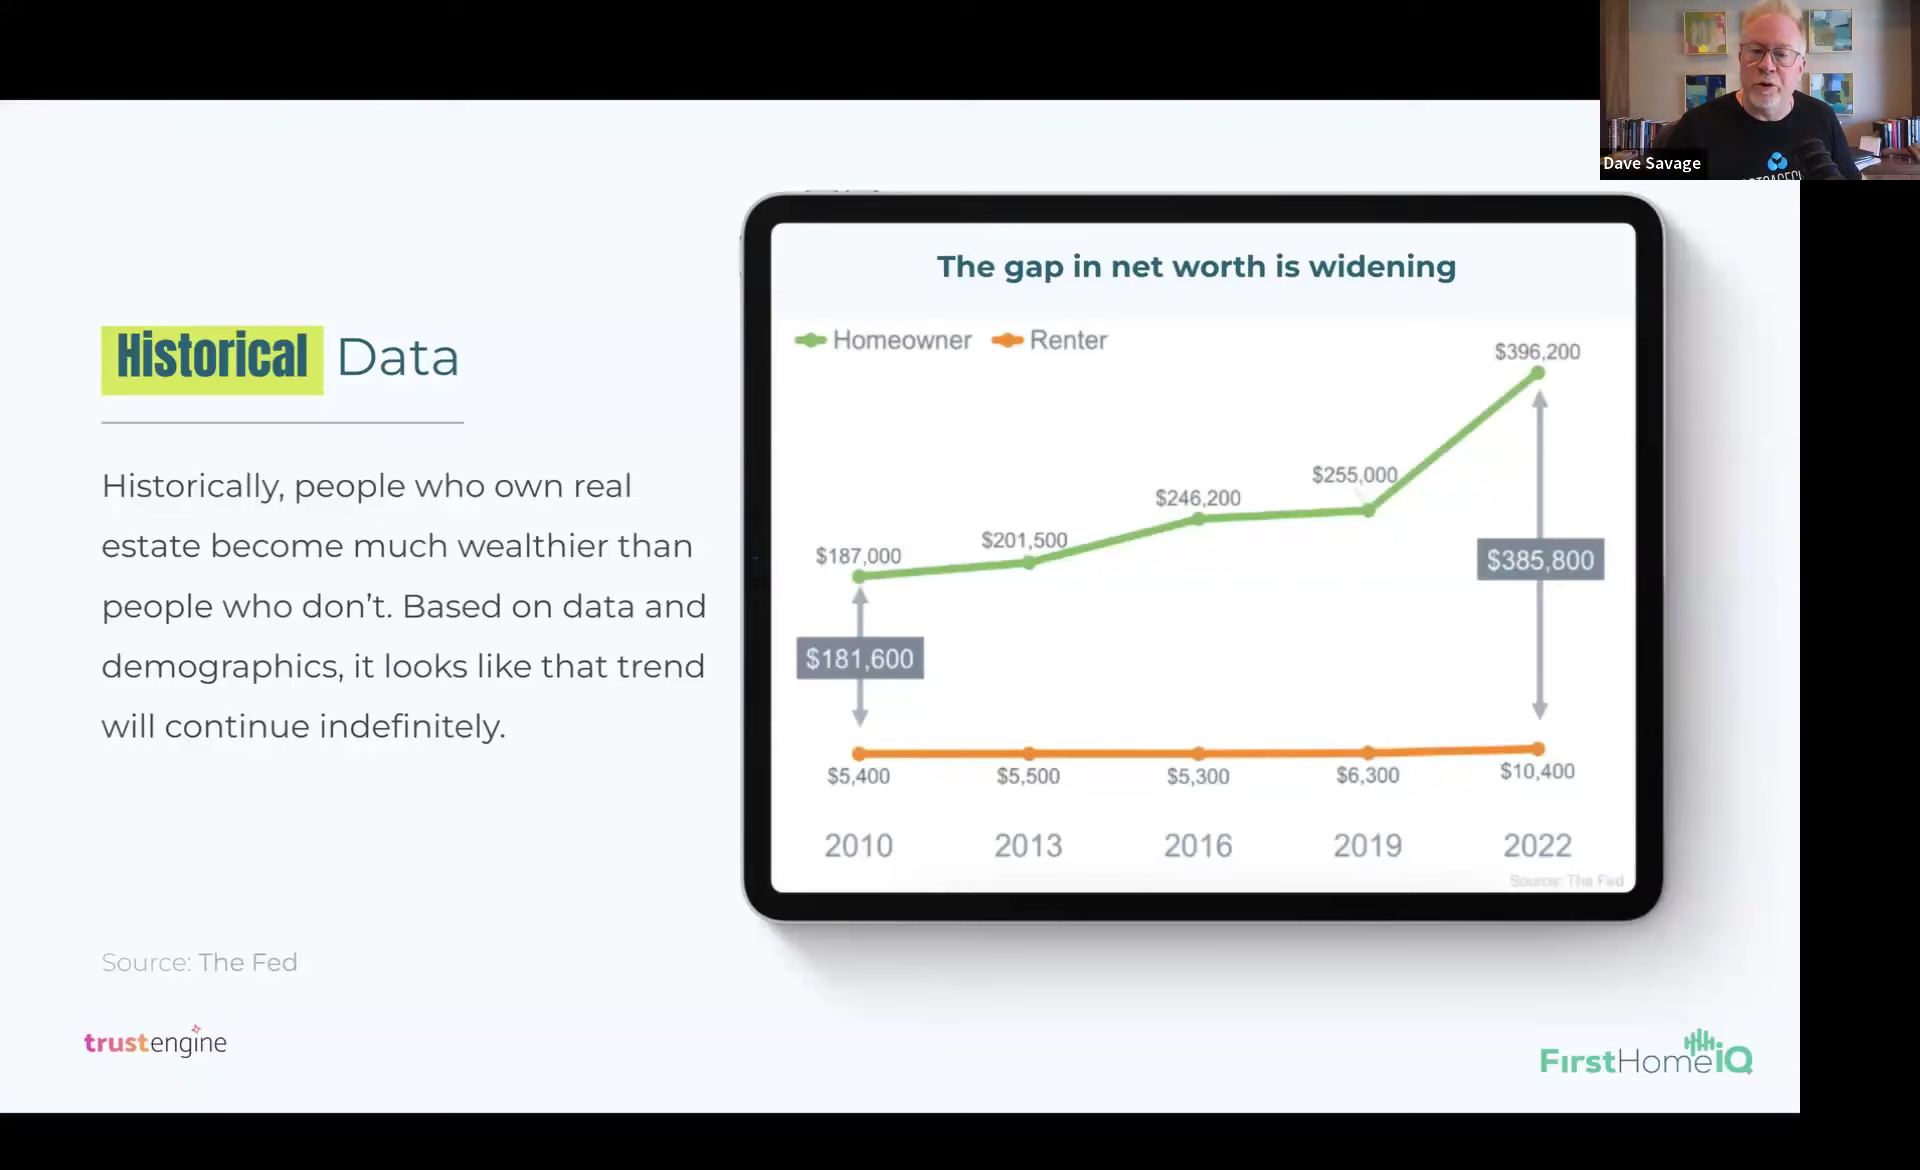 Dave Savage
Historical Data
Historically, people who own real
estate become much wealthier than
people who don't. Based on data and
demographics, it looks like that trend
will continue indefinitely.
Source: The Fed
trustengine
The gap in net worth is widening
Homeowner Renter
$396,200
$255,000
$246,200
$201,500
$187,000
$385,800
$181,600
$5,400 $5,500 $5,300 $6,300 $10,400
2010 2013 2016 2019 2022
Source: The Fed
FirstHomeiQ